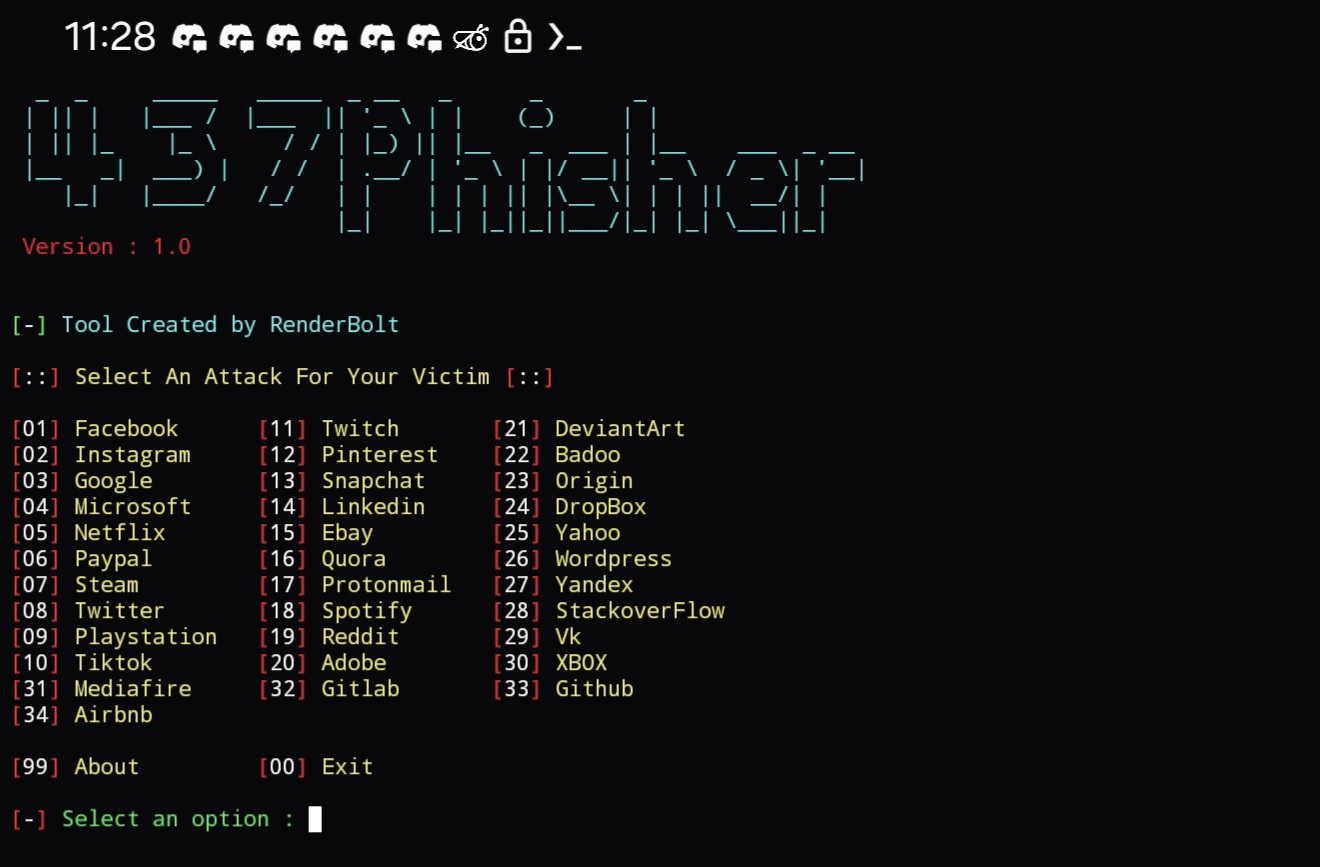 11:28
437Phisher
Version : 1.0
[-] Tool Created by RenderBolt
[::] Select An Attack For Your Victim [::]
[01] Facebook [11] Twitch [21] DeviantArt
[02] Instagram [12] Pinterest [22] Badoo
[03] Google [13] Snapchat [23] Origin
[04] Microsoft [14] Linkedin [24] DropBox
[05] Netflix [15] Ebay [25] Yahoo
[06] Paypal [16] Quora [26] Wordpress
[07] Steam [17] Protonmail [27] Yandex
[08] Twitter [18] Spotify [28] StackoverFlow
[09] Playstation [19] Reddit [29] Vk
[10] Tiktok [20] Adobe [30] XBOX
[31] Mediafire [32] Gitlab [33] Github
[34] Airbnb
[99] About [00] Exit
[-] Select an option :